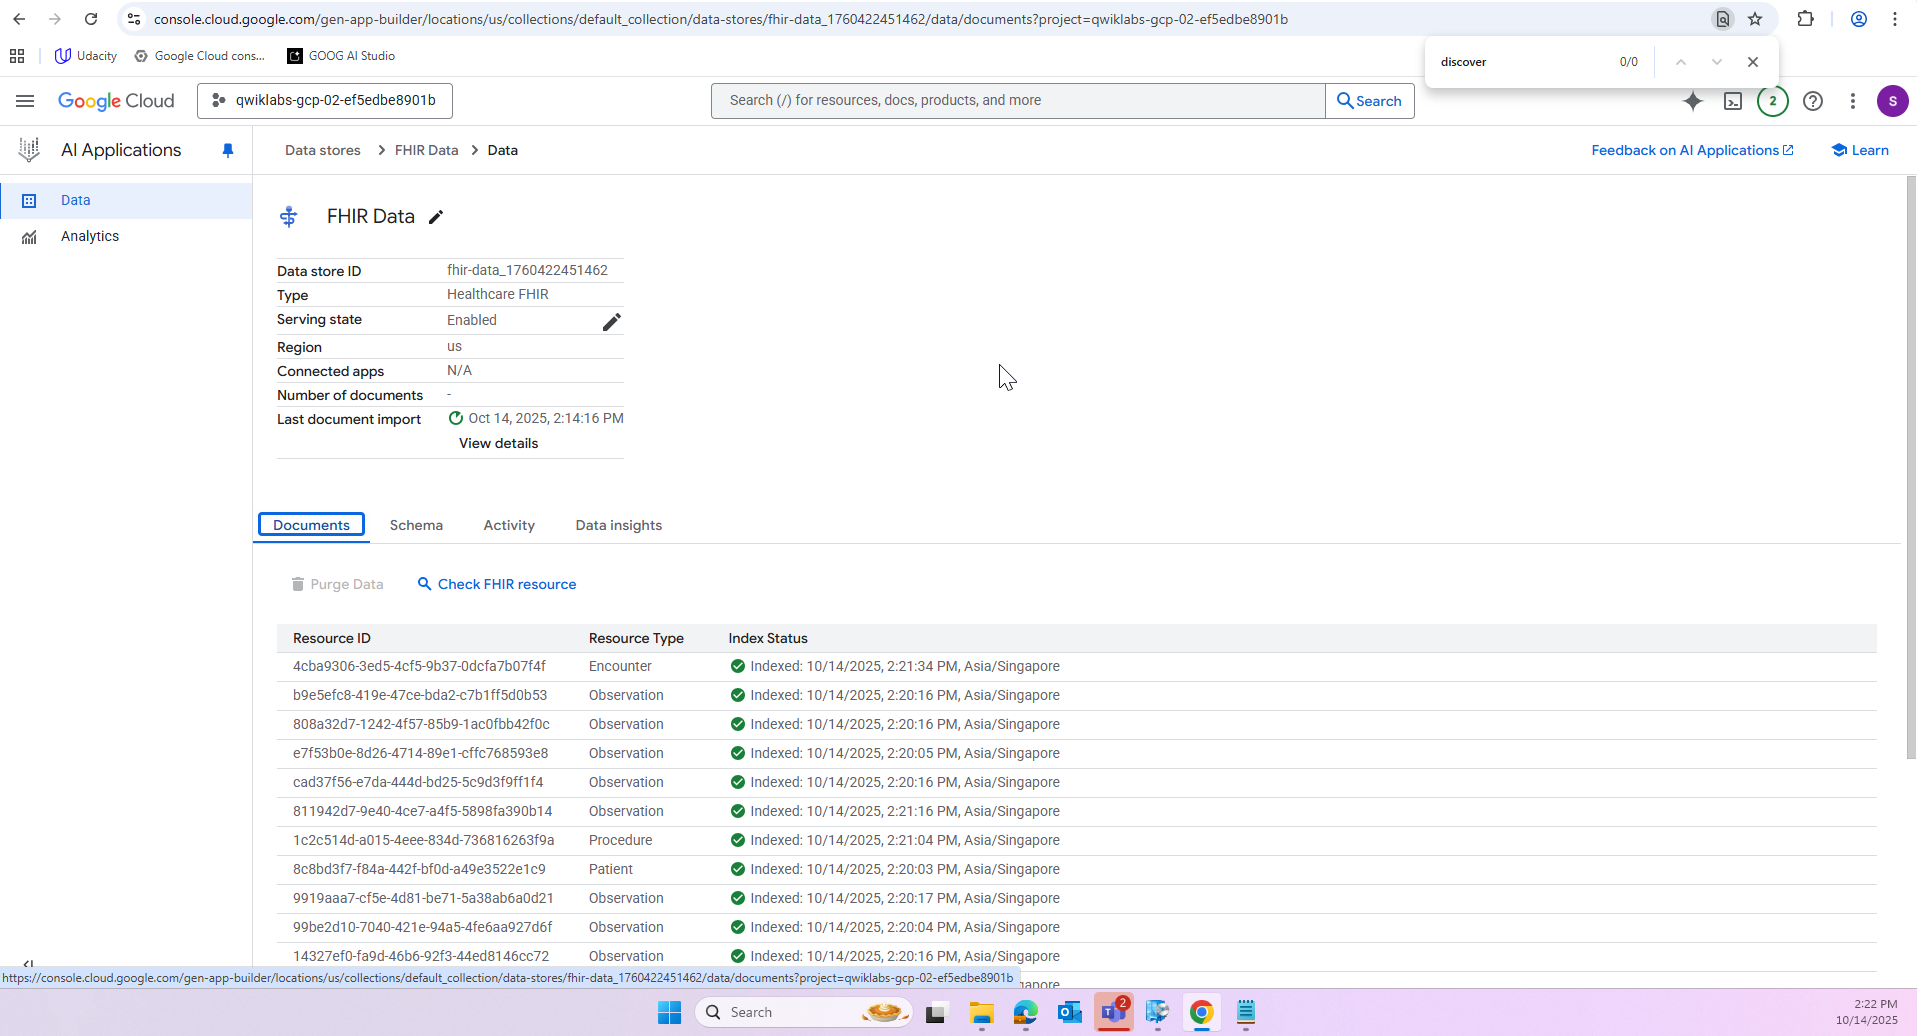 console.cloud.google.com/gen-app-builder/locations/us/collections/default_collection/data-stores/fhir-data_1760422451462/data/documents?project=qwiklabs-gcp-02-ef5edbe8901b
Udacity
Google Cloud cons...
GOOG AI Studio
discover
0/0
Google Cloud
qwiklabs-gcp-02-ef5edbe8901b
Search (/) for resources, docs, products, and more
Search
2
S
AI Applications
Data stores
FHIR Data
Data
Feedback on AI Applications
Learn
Data
Analytics
FHIR Data
Data store ID fhir-data_1760422451462
Type Healthcare FHIR
Serving state Enabled
Region us
Connected apps N/A
Number of documents -
Last document import Oct 14, 2025, 2:14:16 PM
View details
Documents Schema Activity Data insights
Purge Data Check FHIR resource
Resource ID Resource Type Index Status
4cba9306-3ed5-4cf5-9b37-0dcfa7b07f4f Encounter Indexed: 10/14/2025, 2:21:34 PM, Asia/Singapore
b9e5efc8-419e-47ce-bda2-c7b1ff5d0b53 Observation Indexed: 10/14/2025, 2:20:16 PM, Asia/Singapore
808a32d7-1242-4f57-85b9-1ac0fbb42f0c Observation Indexed: 10/14/2025, 2:20:16 PM, Asia/Singapore
e7f53b0e-8d26-4714-89e1-cffc768593e8 Observation Indexed: 10/14/2025, 2:20:05 PM, Asia/Singapore
cad37f56-e7da-444d-bd25-5c9d3f9ff1f4 Observation Indexed: 10/14/2025, 2:20:16 PM, Asia/Singapore
811942d7-9e40-4ce7-a4f5-5898fa390b14 Observation Indexed: 10/14/2025, 2:21:16 PM, Asia/Singapore
1c2c514d-a015-4eee-834d-736816263f9a Procedure Indexed: 10/14/2025, 2:21:04 PM, Asia/Singapore
8c8bd3f7-f84a-442f-bf0d-a49e3522e1c9 Patient Indexed: 10/14/2025, 2:20:03 PM, Asia/Singapore
9919aaa7-cf5e-4d81-be71-5a38ab6a0d21 Observation Indexed: 10/14/2025, 2:20:17 PM, Asia/Singapore
99be2d10-7040-421e-94a5-4fe6aa927d6f Observation Indexed: 10/14/2025, 2:20:04 PM, Asia/Singapore
14327ef0-fa9d-46b6-92f3-44ed8146cc72 Observation Indexed: 10/14/2025, 2:20:16 PM, Asia/Singapore
https://console.cloud.google.com/gen-app-builder/locations/us/collections/default_collection/data-stores/fhir-data_1760422451462/data/documents?project=qwiklabs-gcp-02-ef5edbe8901b
Search
2
2:22 PM
10/14/2025